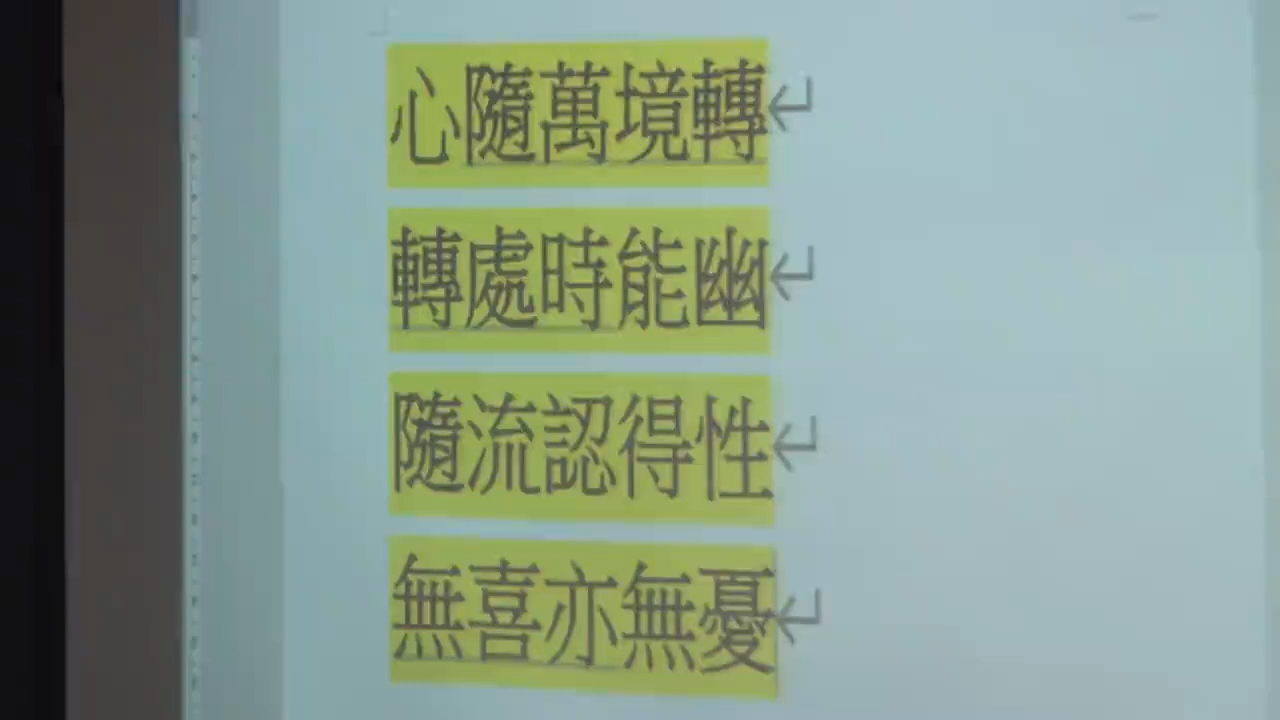 心隨萬境轉
轉處時能幽
隨流認得性
無喜亦無憂